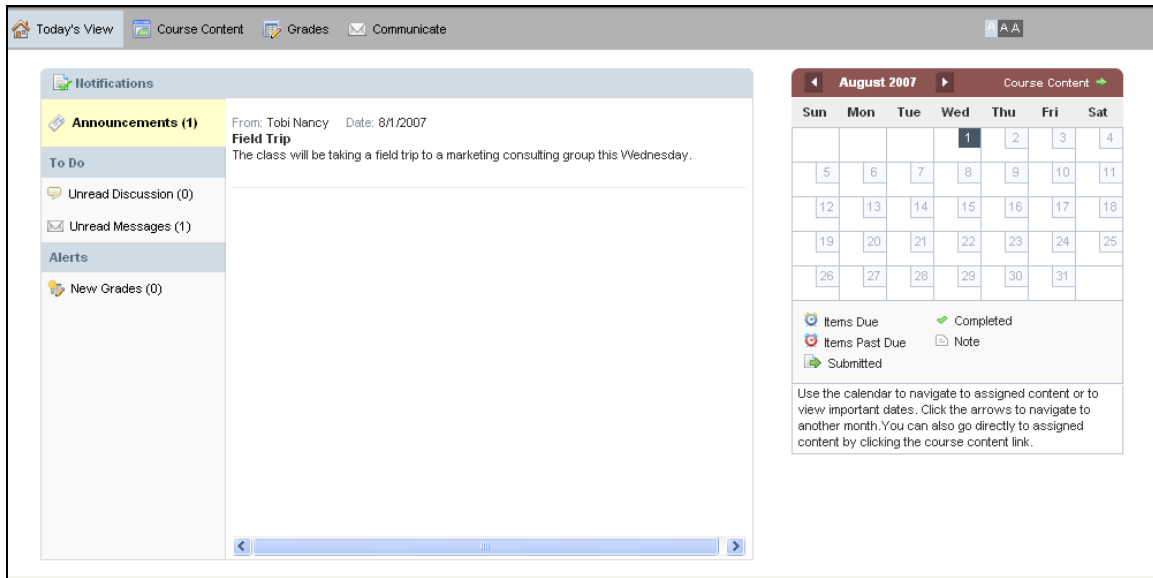 Today's View Course Content Grades Communicate A A A
Notifications
Announcements (1)
To Do
Unread Discussion (0)
Unread Messages (1)
Alerts
New Grades (0)
From: Tobi Nancy Date: 8/1/2007
Field Trip
The class will be taking a field trip to a marketing consulting group this Wednesday.
August 2007 Course Content
Sun Mon Tue Wed Thu Fri Sat
1 2 3 4
5 6 7 8 9 10 11
12 13 14 15 16 17 18
19 20 21 22 23 24 25
26 27 28 29 30 31
Items Due Completed
Items Past Due Note
Submitted
Use the calendar to navigate to assigned content or to
view important dates. Click the arrows to navigate to
another month.You can also go directly to assigned
content by clicking the course content link.